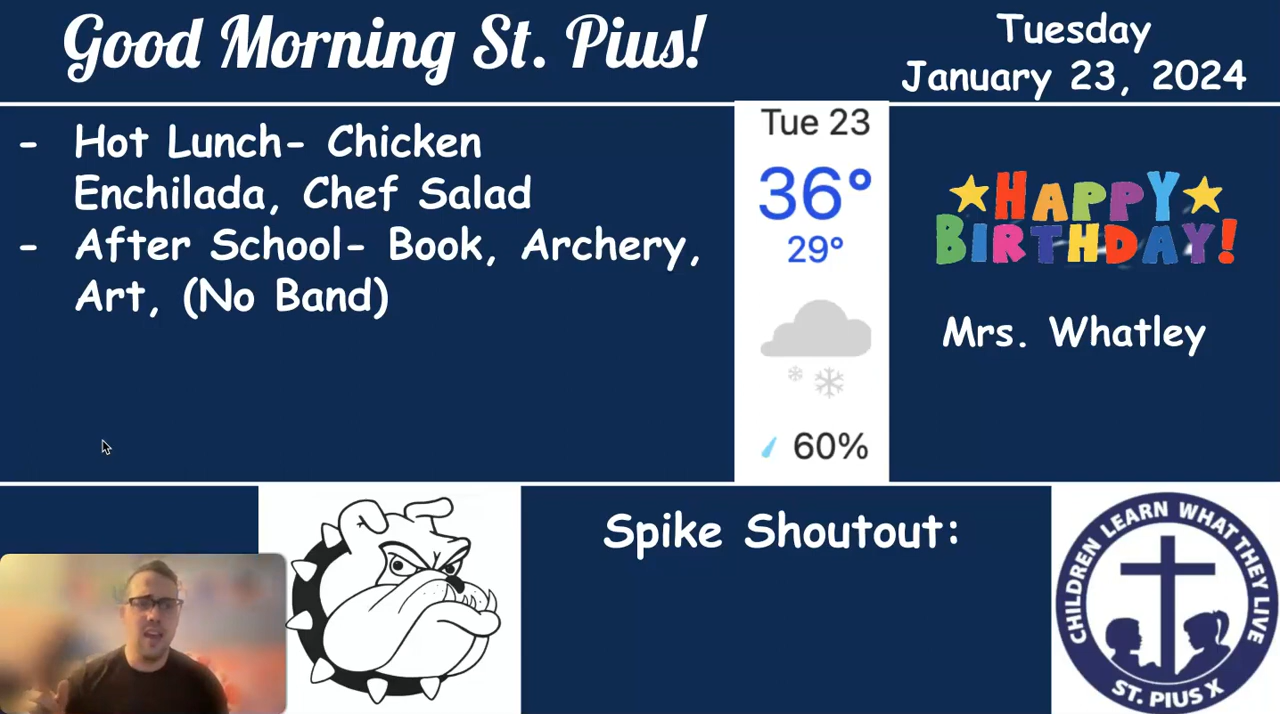 Good Morning St. Pius!
Tuesday
January 23, 2024
- Hot Lunch- Chicken
Enchilada, Chef Salad
- After School- Book, Archery,
Art, (No Band)
Tue 23
36°
29°
60%
HAPPY
BIRTHDAY!
Mrs. Whatley
Spike Shoutout:
CHILDREN LEARN WHAT THEY LIVE
ST. PIUS X